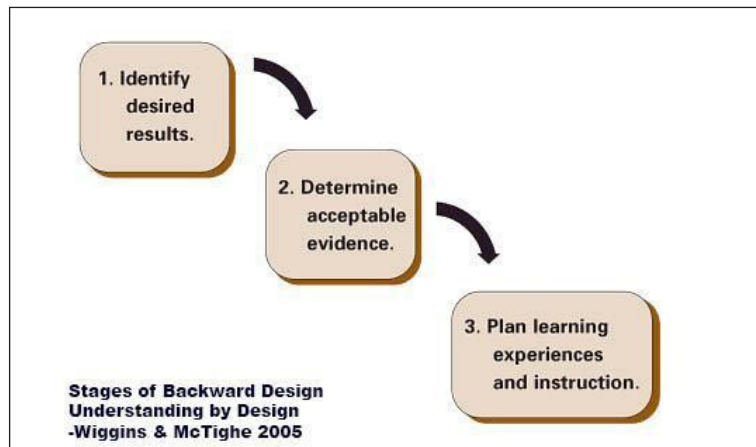 1. Identify
desired
results.
2. Determine
acceptable
evidence.
3. Plan learning
experiences
and instruction.
Stages of Backward Design
Understanding by Design
-Wiggins & McTighe 2005